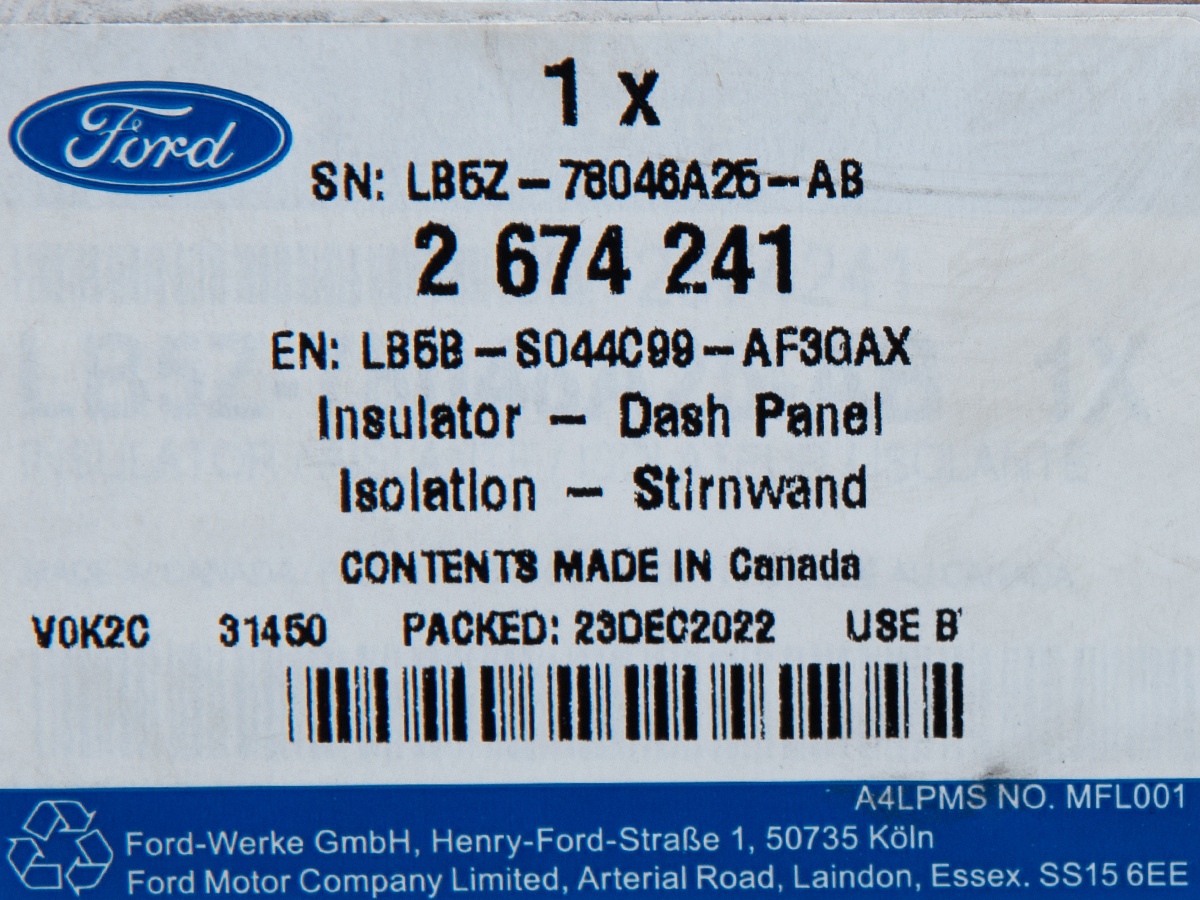 1 x
Ford
SN: LB5Z-78046A25-AB
2 674 241
EN: LB5B-S044C99-AF3GAX
Insulator - Dash Panel
Isolation - Stirnwand
CONTENTS MADE IN Canada
V0K2C 31450 PACKED: 23DEC2022 USE B
A4LPMS NO. MFL001
Ford-Werke GmbH, Henry-Ford-Straße 1, 50735 Köln
Ford Motor Company Limited, Arterial Road, Laindon, Essex. SS15 6EE